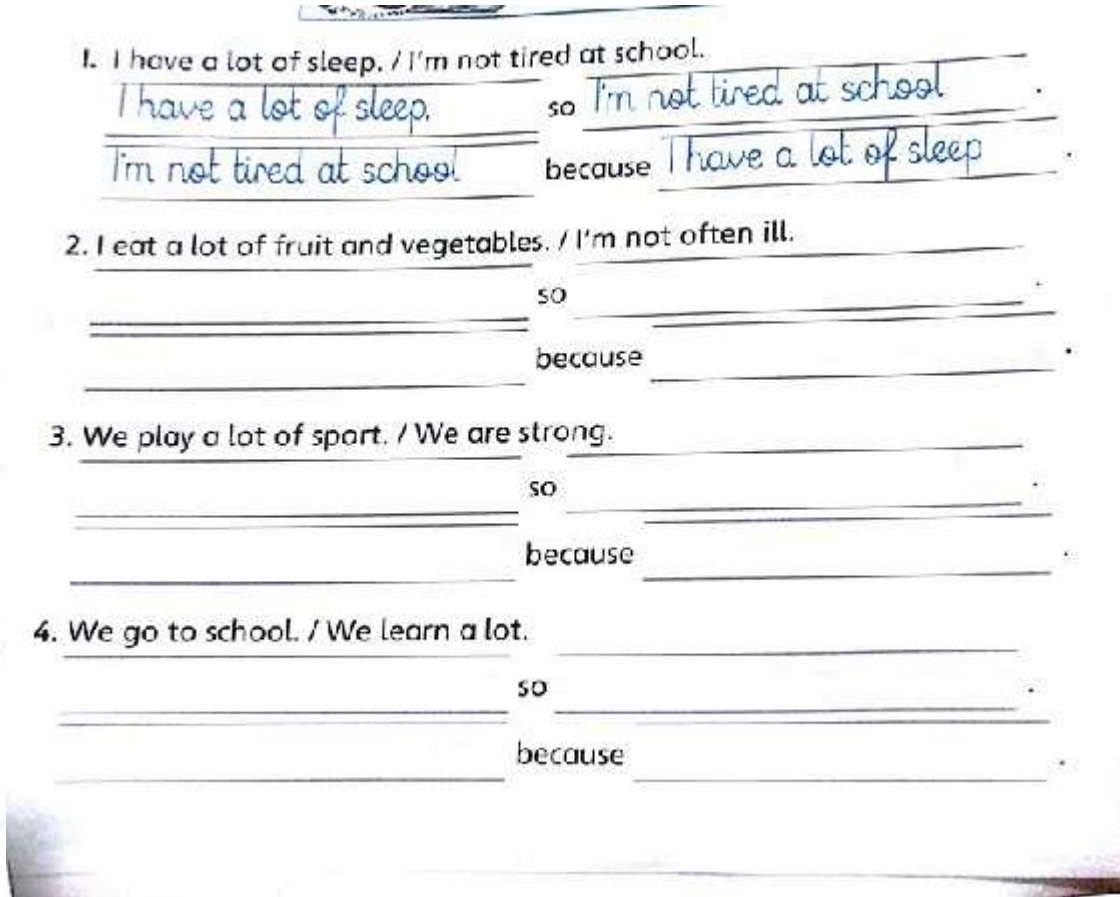 1. I have a lot of sleep. / I'm not tired at school.
I have a lot of sleep. so I'm not tired at school .
I'm not tired at school because I have a lot of sleep .
2. I eat a lot of fruit and vegetables. / I'm not often ill.
so .
because .
3. We play a lot of sport. / We are strong.
so .
because .
4. We go to school. / We learn a lot.
so .
because .